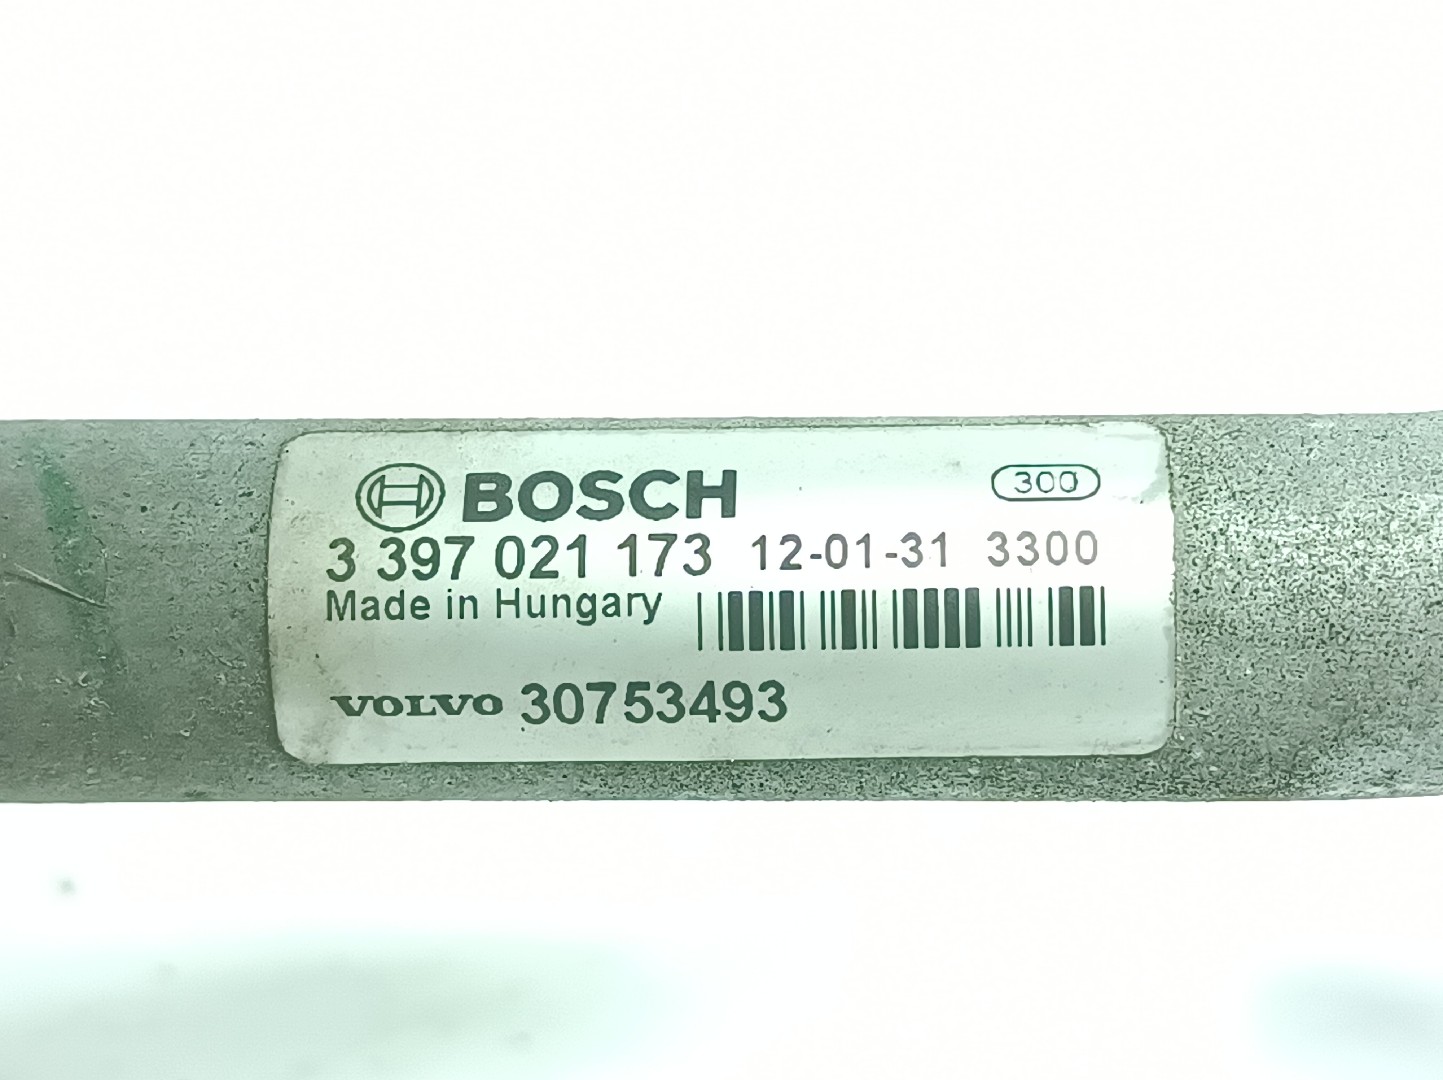 BOSCH 300
3 397 021 173 12-01-31 3300
Made in Hungary
VOLVO 30753493